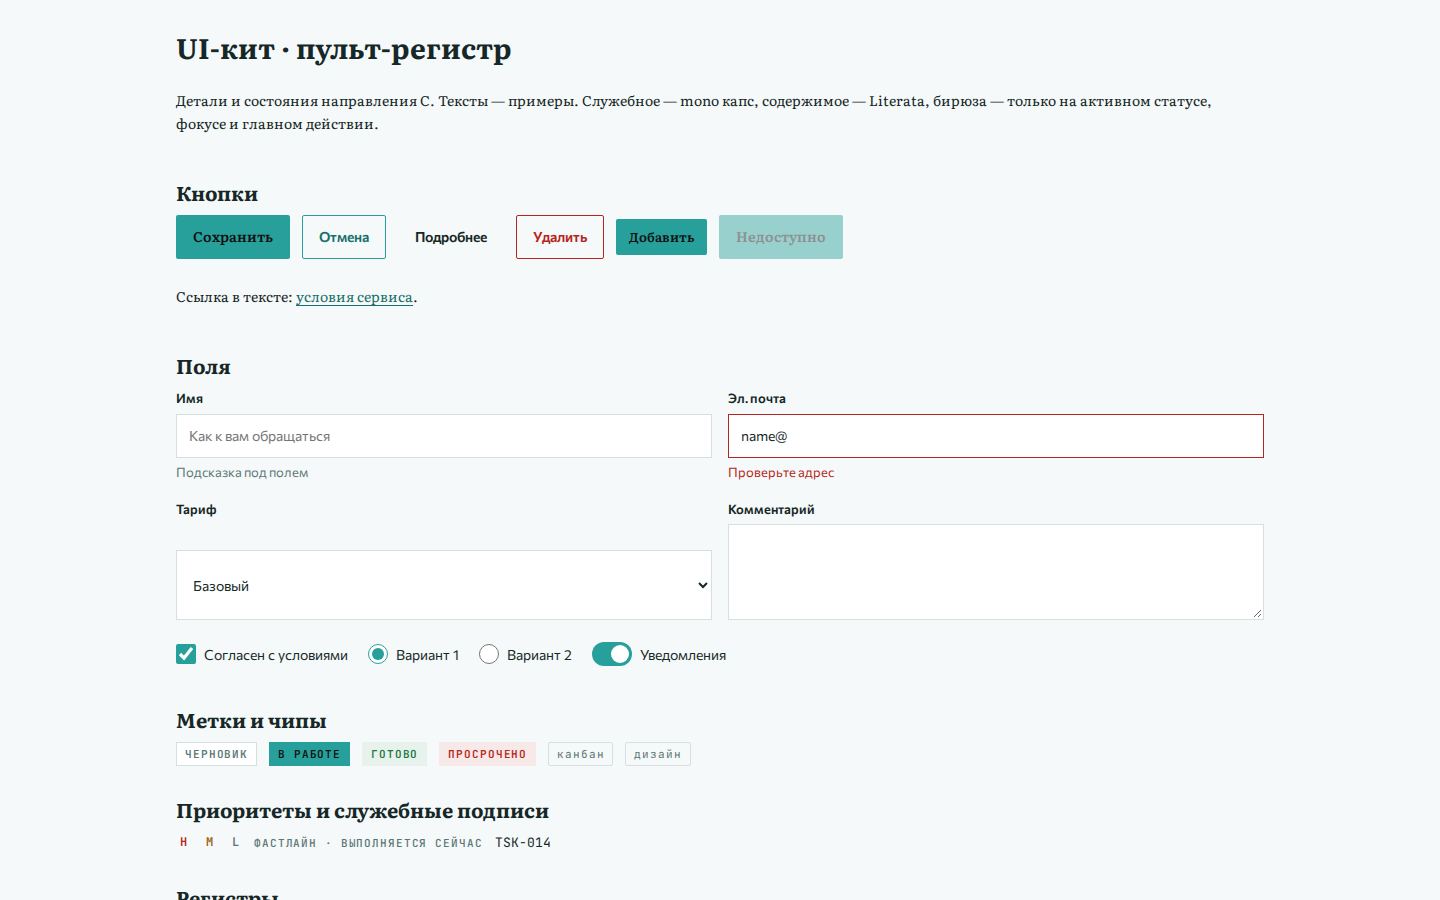 UI-кит · пульт-регистр
Детали и состояния направления C. Тексты — примеры. Служебное — mono капс, содержимое — Literata, бирюза — только на активном статусе,
фокусе и главном действии.
Кнопки
Сохранить Отмена Подробнее Удалить Добавить Недоступно
Ссылка в тексте: условия сервиса.
Поля
Имя Эл. почта
Как к вам обращаться name@
Подсказка под полем Проверьте адрес
Тариф Комментарий
Базовый
Согласен с условиями Вариант 1 Вариант 2 Уведомления
Метки и чипы
ЧЕРНОВИК В РАБОТЕ ГОТОВО ПРОСРОЧЕНО канбан дизайн
Приоритеты и служебные подписи
H M L ФАСТЛАЙН · ВЫПОЛНЯЕТСЯ СЕЙЧАС TSK-014
Регистры